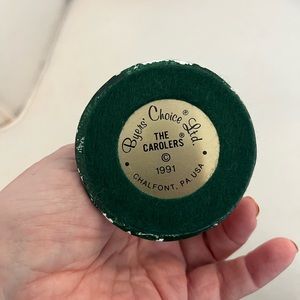 Byers' Choice® Ltd.
THE
CAROLERS®
©
1991
CHALFONT, PA USA